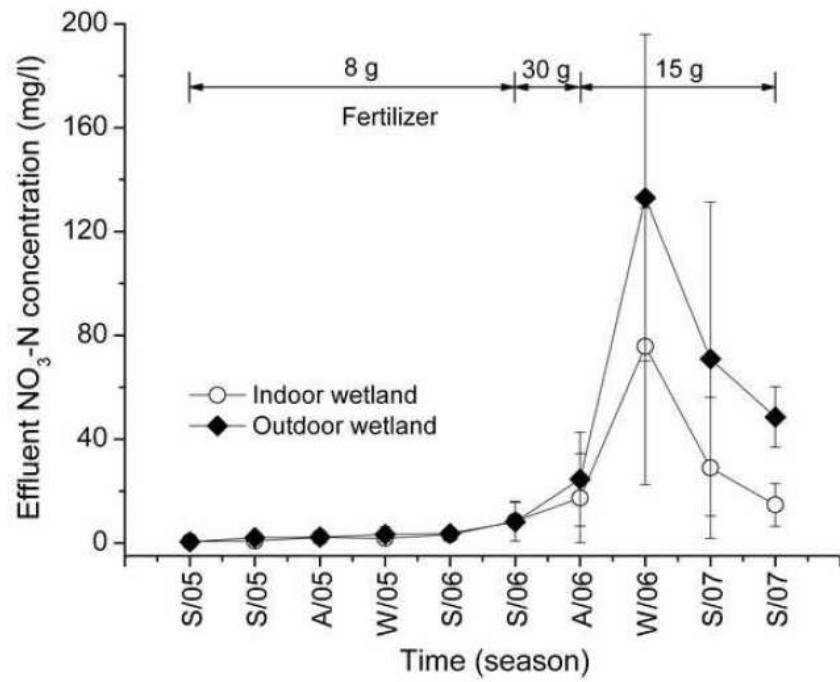 200
160
120
80
40
0
Effluent NO₃-N concentration (mg/l)
8 g
30 g
15 g
Fertilizer
Indoor wetland
Outdoor wetland
S/05
S/05
A/05
W/05
S/06
S/06
A/06
W/06
S/07
S/07
Time (season)